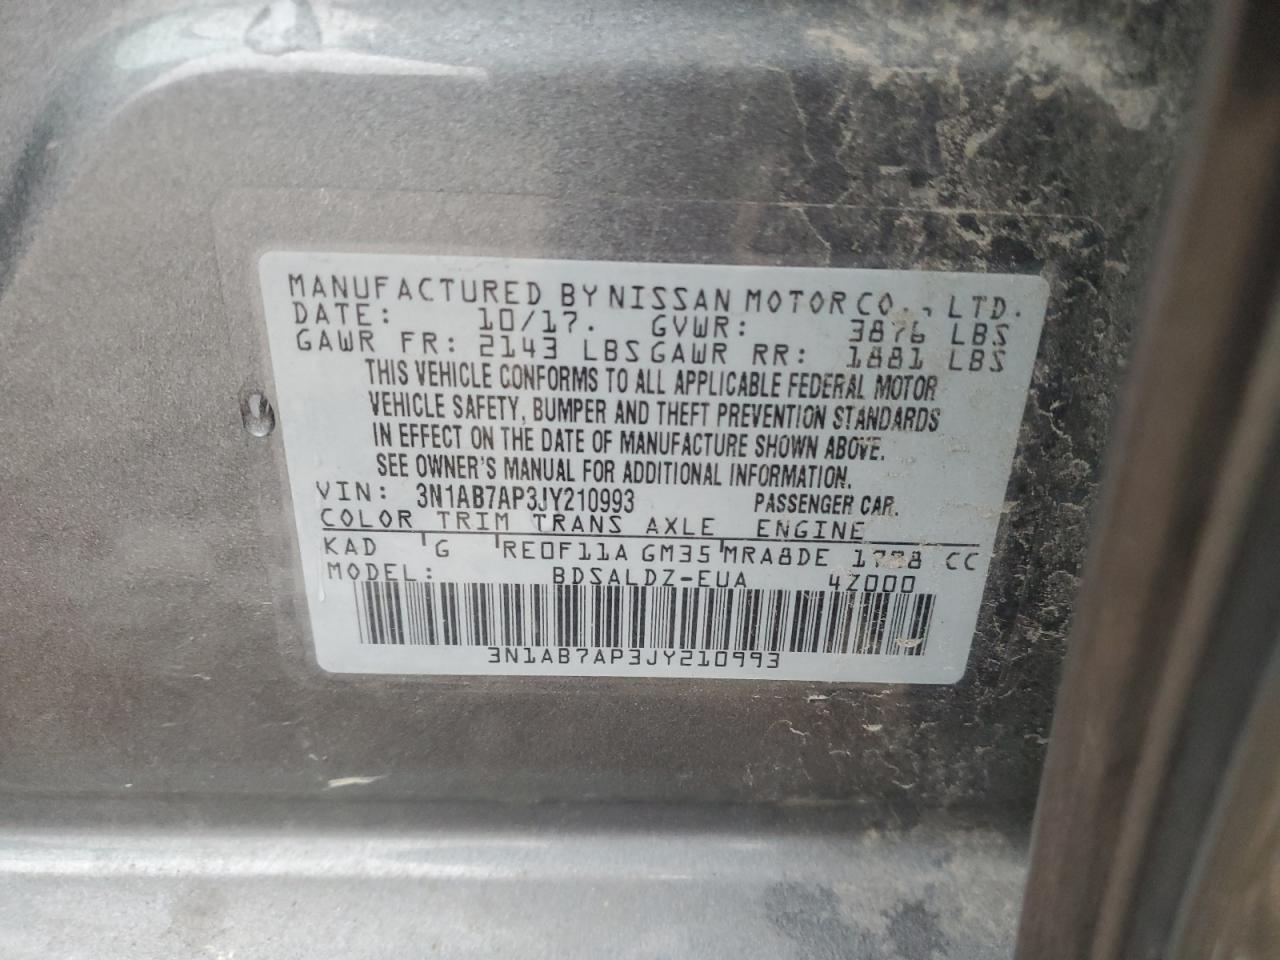 MANUFACTURED BY NISSAN MOTOR CO., LTD.
DATE: 10/17. GVWR: 3876 LBS
GAWR FR: 2143 LBS GAWR RR: 1881 LBS
THIS VEHICLE CONFORMS TO ALL APPLICABLE FEDERAL MOTOR
VEHICLE SAFETY, BUMPER AND THEFT PREVENTION STANDARDS
IN EFFECT ON THE DATE OF MANUFACTURE SHOWN ABOVE.
SEE OWNER'S MANUAL FOR ADDITIONAL INFORMATION.
VIN: 3N1AB7AP3JY210993 PASSENGER CAR.
COLOR TRIM TRANS AXLE ENGINE
KAD G RE0F11A GM35 MRA8DE CC
MODEL: BDSALDZ-EUA 4Z000
3N1AB7AP3JY210993